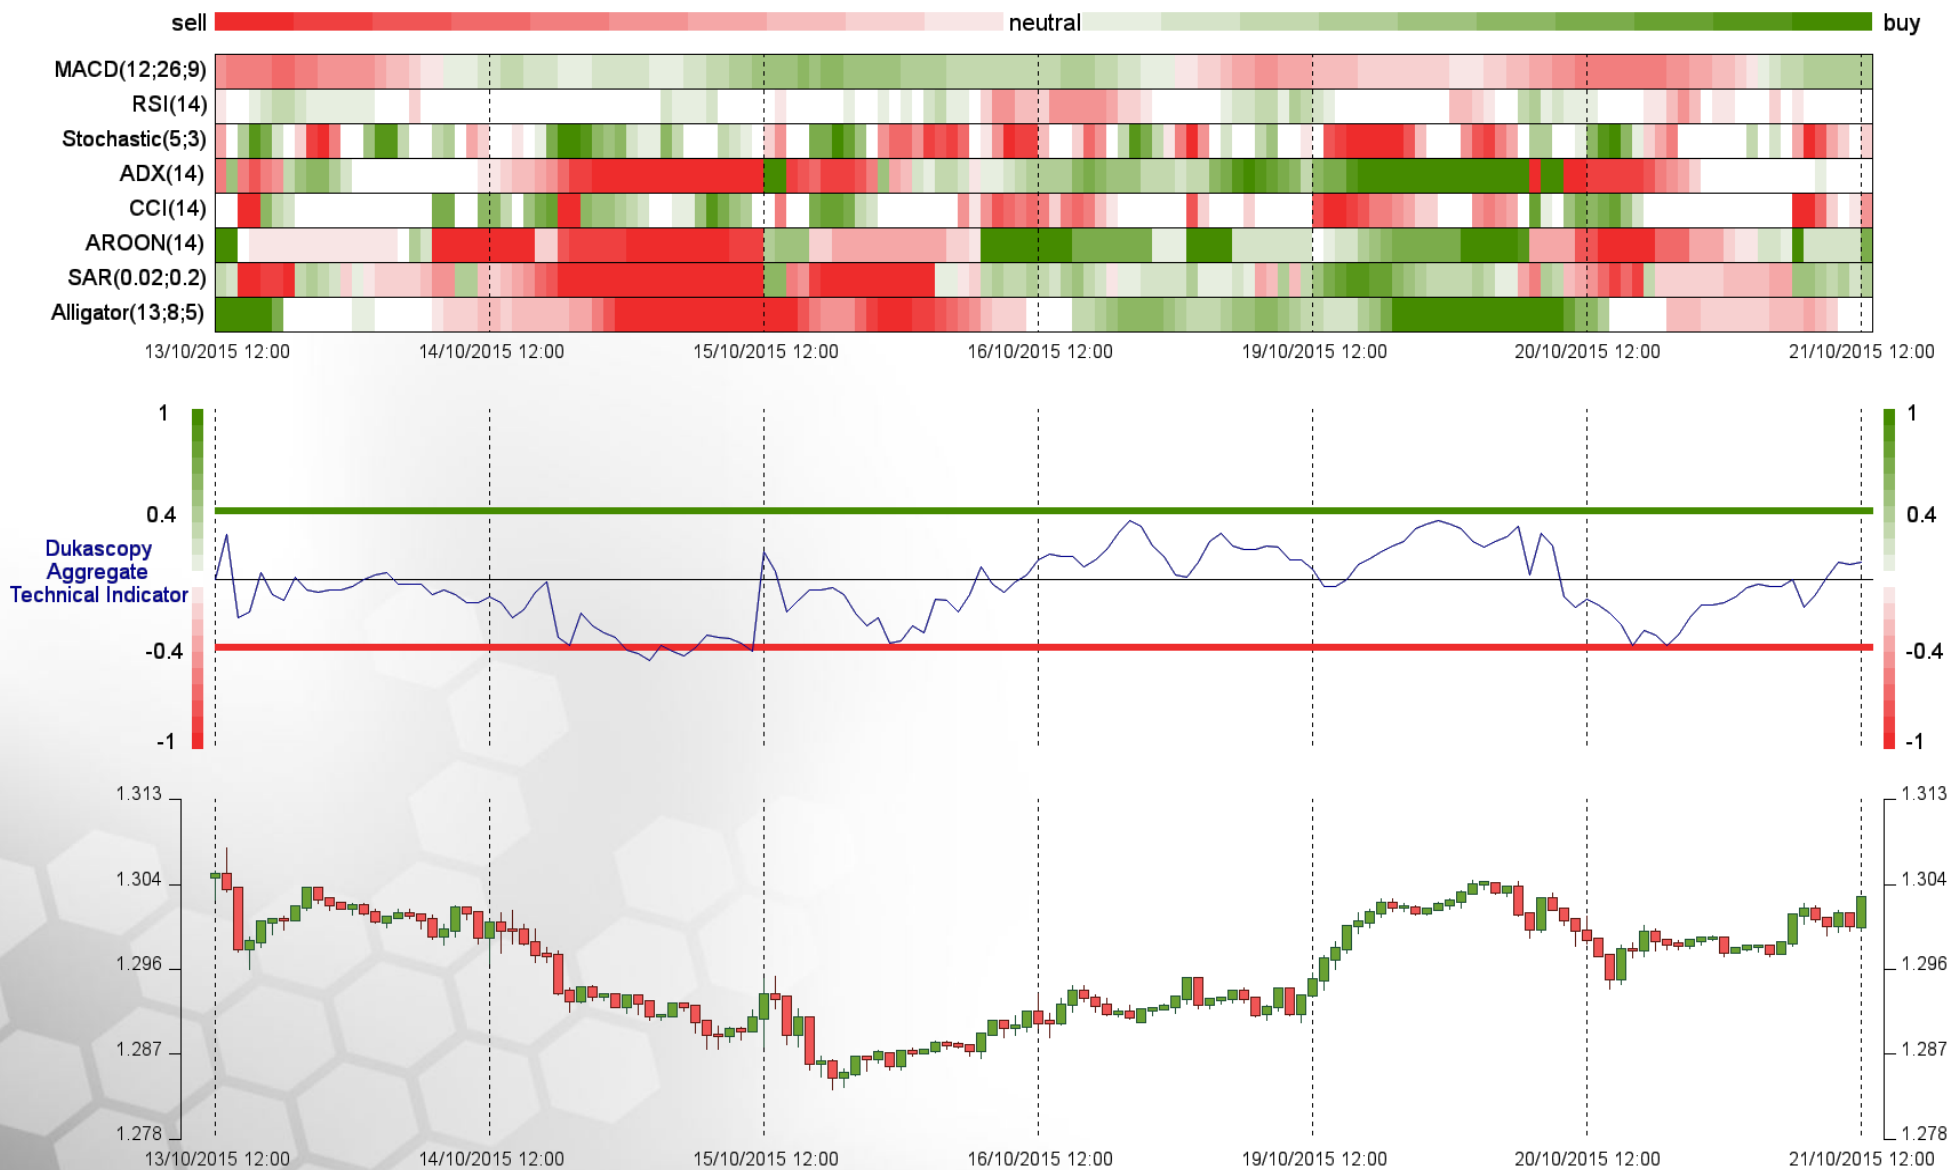 sell neutral buy
MACD(12;26;9)
RSI(14)
Stochastic(5;3)
ADX(14)
CCI(14)
AROON(14)
SAR(0.02;0.2)
Alligator(13;8;5)
13/10/2015 12:00 14/10/2015 12:00 15/10/2015 12:00 16/10/2015 12:00 19/10/2015 12:00 20/10/2015 12:00 21/10/2015 12:00
1 1
0.4 0.4
Dukascopy
Aggregate
Technical Indicator
-0.4 -0.4
-1 -1
1.313 1.313
1.304 1.304
1.296 1.296
1.287 1.287
1.278 1.278
13/10/2015 12:00 14/10/2015 12:00 15/10/2015 12:00 16/10/2015 12:00 19/10/2015 12:00 20/10/2015 12:00 21/10/2015 12:00